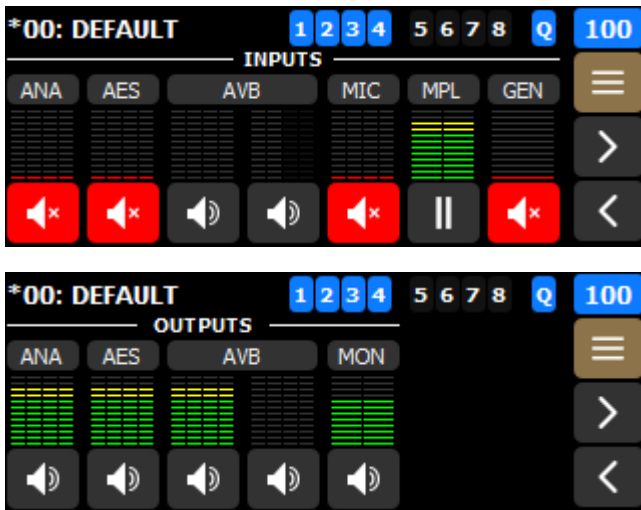 *00: DEFAULT 1 2 3 4 5 6 7 8 Q 100
INPUTS
ANA AES AVB MIC MPL GEN
*00: DEFAULT 1 2 3 4 5 6 7 8 Q 100
OUTPUTS
ANA AES AVB MON